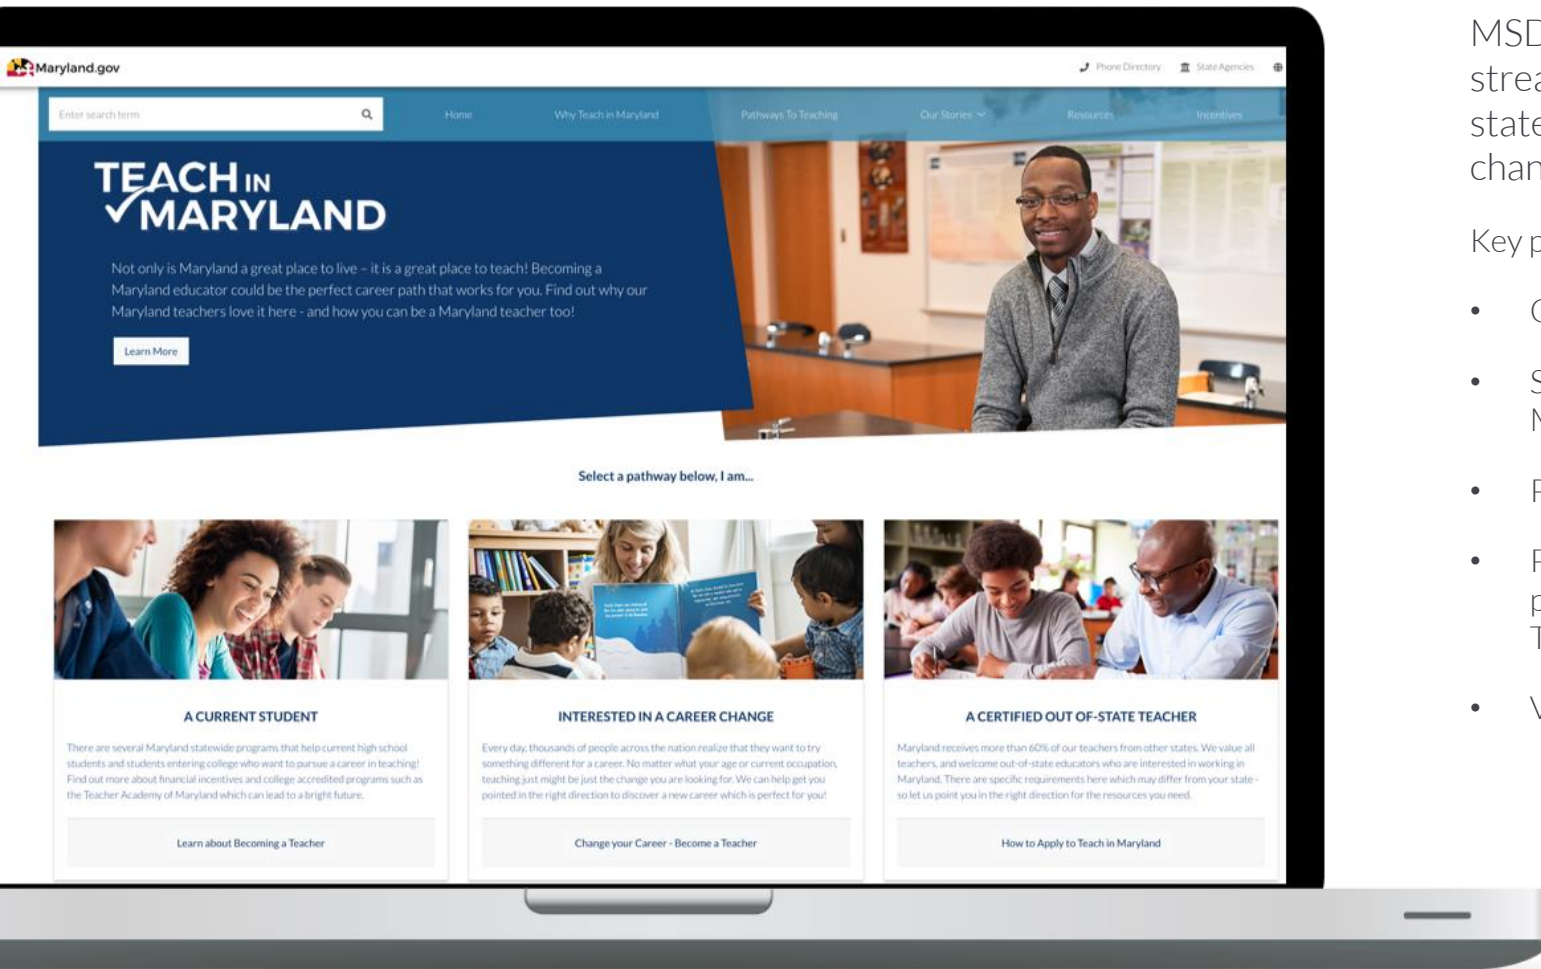 Maryland.gov
Phone Directory
State Agencies
Enter search term
Home
Why Teach in Maryland
Pathways To Teaching
Our Stories
Resources
Incentives
TEACH IN
MARYLAND
Not only is Maryland a great place to live – it is a great place to teach! Becoming a
Maryland educator could be the perfect career path that works for you. Find out why our
Maryland teachers love it here - and how you can be a Maryland teacher too!
Learn More
Select a pathway below, I am...
A CURRENT STUDENT
There are several Maryland statewide programs that help current high school
students and students entering college who want to pursue a career in teaching!
Find out more about financial incentives and college accredited programs such as
the Teacher Academy of Maryland which can lead to a bright future.
Learn about Becoming a Teacher
INTERESTED IN A CAREER CHANGE
Every day, thousands of people across the nation realize that they want to try
something different for a career. No matter what your age or current occupation,
teaching just might be just the change you are looking for. We can help get you
pointed in the right direction to discover a new career which is perfect for you!
Change your Career - Become a Teacher
A CERTIFIED OUT OF-STATE TEACHER
Maryland receives more than 60% of our teachers from other states. We value all
teachers, and welcome out-of-state educators who are interested in working in
Maryland. There are specific requirements here which may differ from your state -
so let us point you in the right direction for the resources you need.
How to Apply to Teach in Maryland
Key